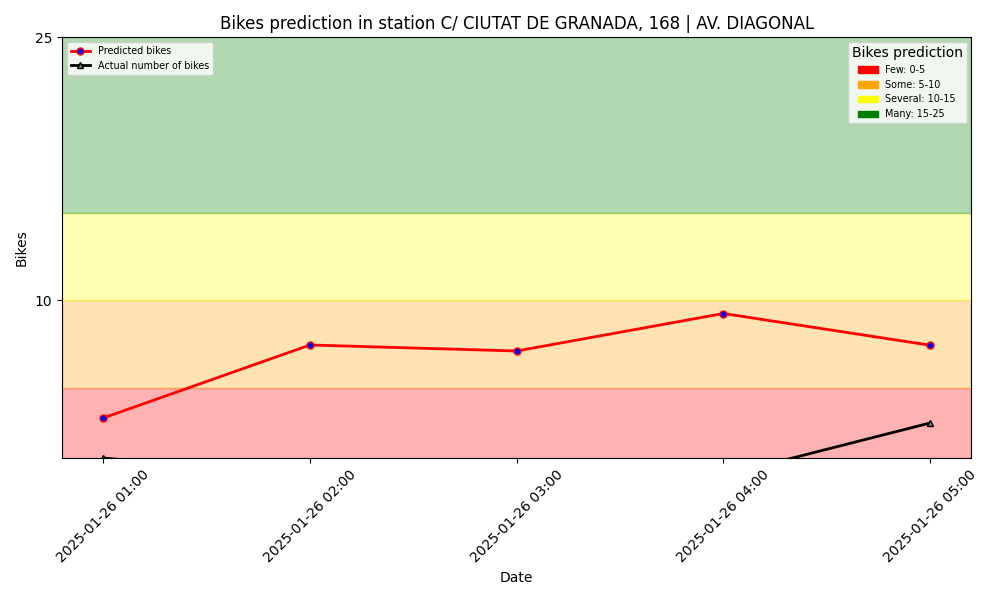 Bikes prediction in station C/ CIUTAT DE GRANADA, 168 | AV. DIAGONAL
25
10
Bikes
Predicted bikes
Actual number of bikes
Bikes prediction
Few: 0-5
Some: 5-10
Several: 10-15
Many: 15-25
2025-01-26 01:00
2025-01-26 02:00
2025-01-26 03:00
2025-01-26 04:00
2025-01-26 05:00
Date